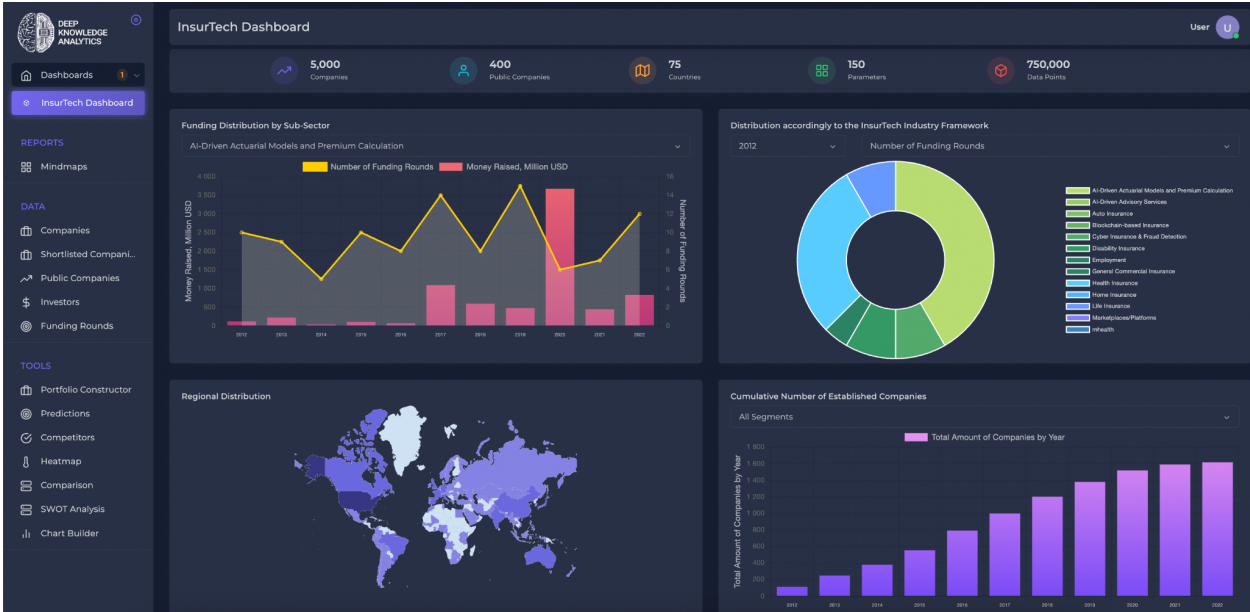 DEEP
KNOWLEDGE
ANALYTICS
Dashboards 1
InsurTech Dashboard
REPORTS
Mindmaps
DATA
Companies
Shortlisted Compani...
Public Companies
Investors
Funding Rounds
TOOLS
Portfolio Constructor
Predictions
Competitors
Heatmap
Comparison
SWOT Analysis
Chart Builder
InsurTech Dashboard
User U
5,000
Companies
400
Public Companies
75
Countries
150
Parameters
750,000
Data Points
Funding Distribution by Sub-Sector
AI-Driven Actuarial Models and Premium Calculation
Number of Funding Rounds Money Raised, Million USD
Money Raised, Million USD
4 000
3 500
3 000
2 500
2 000
1 500
1 000
500
0
16
14
12
10
8
6
4
2
0
Number of Funding Rounds
2012 2013 2014 2015 2016 2017 2018 2019 2020 2021 2022
Distribution accordingly to the InsurTech Industry Framework
2012 Number of Funding Rounds
AI-Driven Actuarial Models and Premium Calculation
AI-Driven Advisory Services
Auto Insurance
Blockchain-based Insurance
Cyber Insurance & Fraud Detection
Disability Insurance
Employment
General Commercial Insurance
Health Insurance
Home Insurance
Life Insurance
Marketplaces/Platforms
mhealth
Regional Distribution
Cumulative Number of Established Companies
All Segments
Total Amount of Companies by Year
Total Amount of Companies by Year
1 800
1 600
1 400
1 200
1 000
800
600
400
200
0
2012 2013 2014 2015 2016 2017 2018 2019 2020 2021 2022